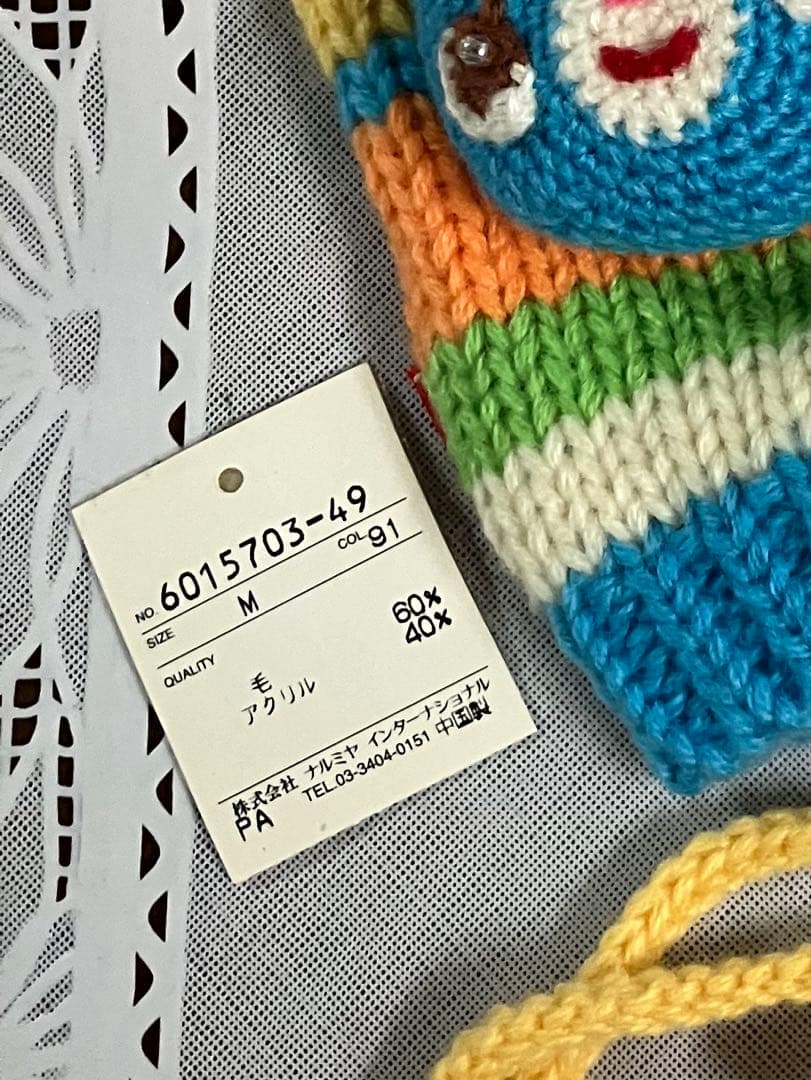 NO. 6015703-49
SIZE M COL 91
QUALITY
毛 60%
アクリル 40%
株式会社 ナルミヤ インターナショナル
PA TEL.03-3404-0151 中国製